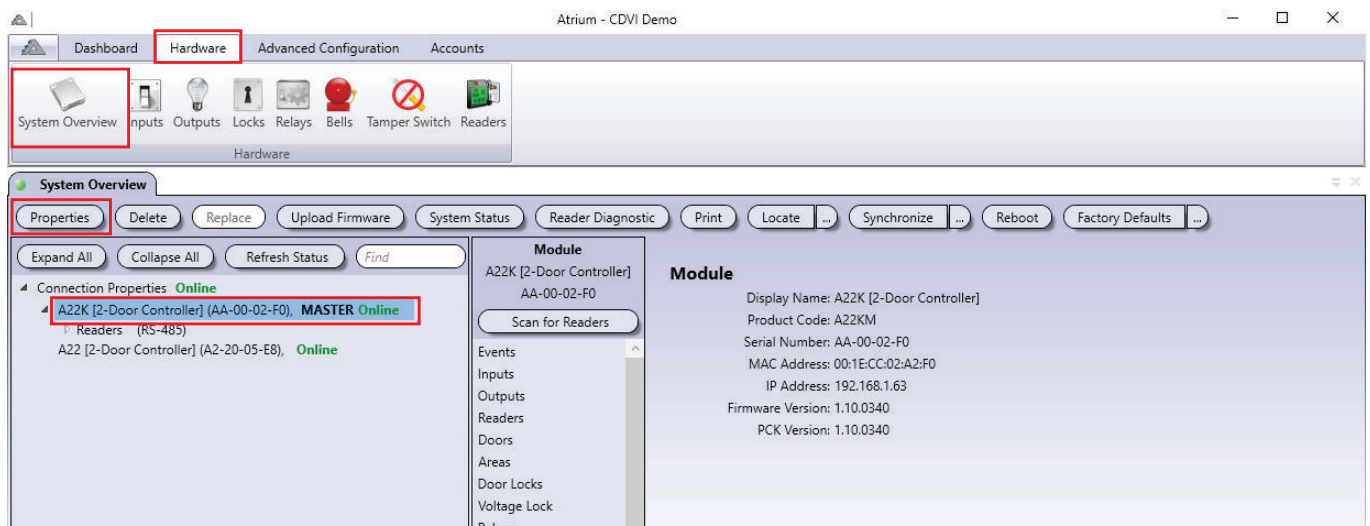 Atrium - CDVI Demo
Dashboard Hardware Advanced Configuration Accounts
System Overview Inputs Outputs Locks Relays Bells Tamper Switch Readers
Hardware
System Overview
Properties Delete Replace Upload Firmware System Status Reader Diagnostic Print Locate ... Synchronize ... Reboot Factory Defaults ...
Expand All Collapse All Refresh Status Find
Connection Properties Online
A22K [2-Door Controller] (AA-00-02-F0), MASTER Online
Readers (RS-485)
A22 [2-Door Controller] (A2-20-05-E8), Online
Module
A22K [2-Door Controller]
AA-00-02-F0
Scan for Readers
Events
Inputs
Outputs
Readers
Doors
Areas
Door Locks
Voltage Lock
Module
Display Name: A22K [2-Door Controller]
Product Code: A22KM
Serial Number: AA-00-02-F0
MAC Address: 00:1E:CC:02:A2:F0
IP Address: 192.168.1.63
Firmware Version: 1.10.0340
PCK Version: 1.10.0340